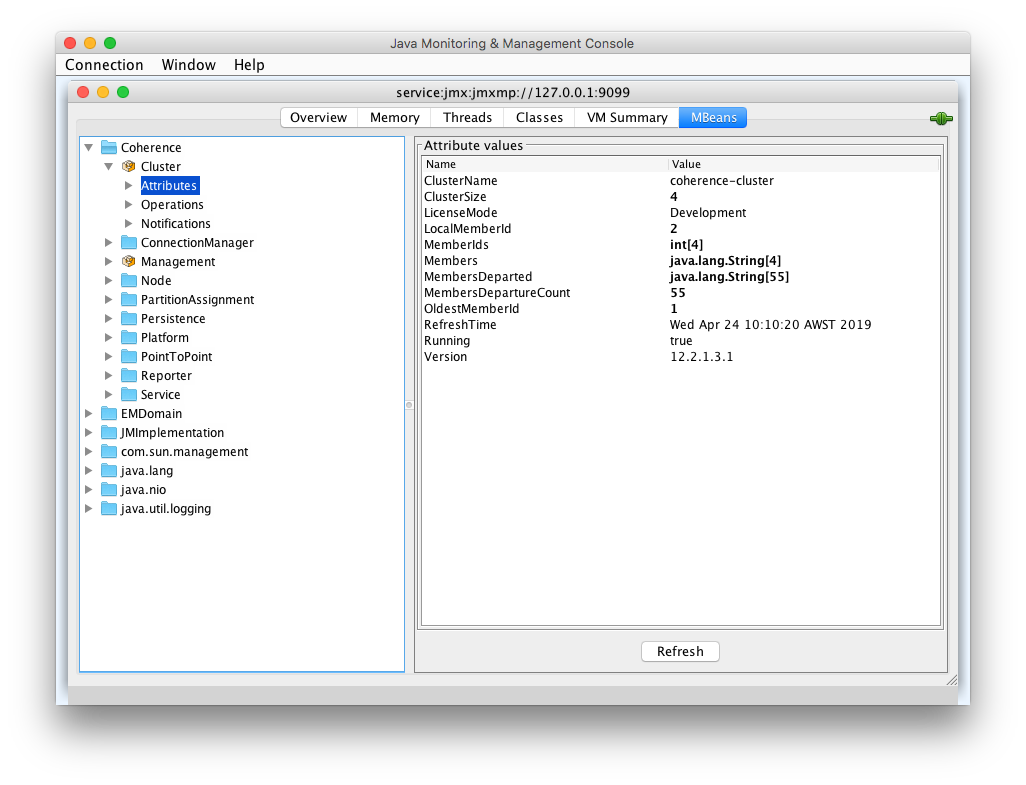 Java Monitoring & Management Console
Connection Window Help
service:jmx:jmxmp://127.0.0.1:9099
Overview Memory Threads Classes VM Summary MBeans
Coherence
Cluster
Attributes
Operations
Notifications
ConnectionManager
Management
Node
PartitionAssignment
Persistence
Platform
PointToPoint
Reporter
Service
EMDomain
JMImplementation
com.sun.management
java.lang
java.nio
java.util.logging
Attribute values
Name Value
ClusterName coherence-cluster
ClusterSize 4
LicenseMode Development
LocalMemberId 2
MemberIds int[4]
Members java.lang.String[4]
MembersDeparted java.lang.String[55]
MembersDepartureCount 55
OldestMemberId 1
RefreshTime Wed Apr 24 10:10:20 AWST 2019
Running true
Version 12.2.1.3.1
Refresh